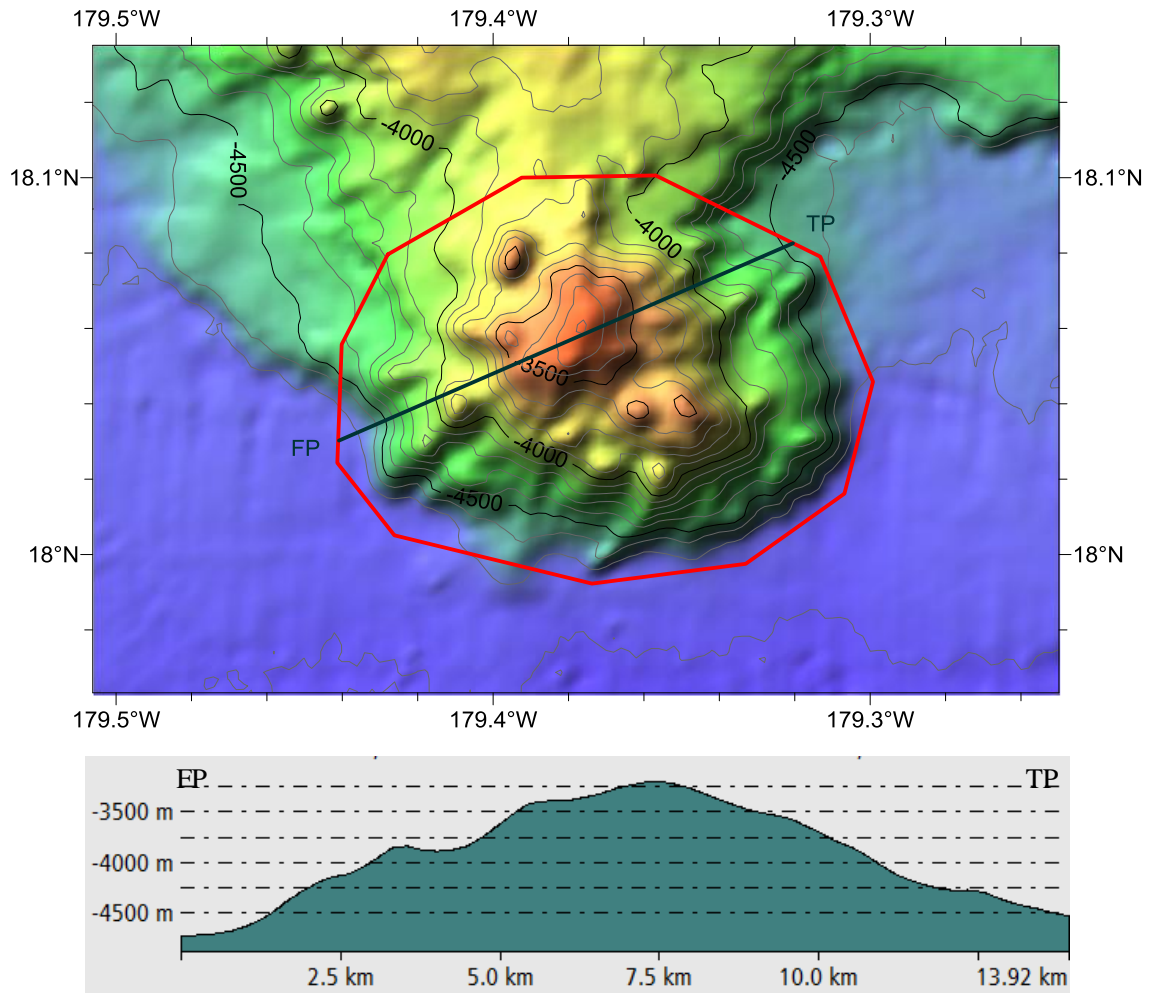 179.5°W 179.4°W 179.3°W
-4000
-4500
-4500
18.1°N 18.1°N
TP
-4000
3500
FP
-4000
-4500
18°N 18°N
179.5°W 179.4°W 179.3°W
FP TP
-3500 m
-4000 m
-4500 m
2.5 km 5.0 km 7.5 km 10.0 km 13.92 km